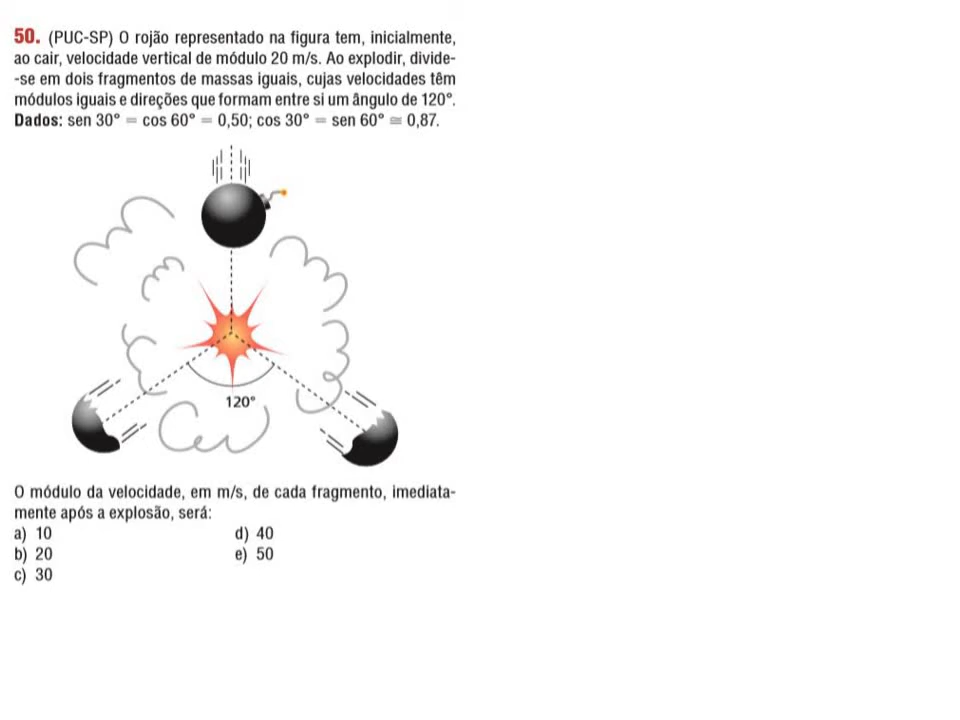 50. (PUC-SP) O rojão representado na figura tem, inicialmente,
ao cair, velocidade vertical de módulo 20 m/s. Ao explodir, divide-
-se em dois fragmentos de massas iguais, cujas velocidades têm
módulos iguais e direções que formam entre si um ângulo de 120°.
Dados: sen 30° = cos 60° = 0,50; cos 30° = sen 60° ≅ 0,87.
120°
O módulo da velocidade, em m/s, de cada fragmento, imediata-
mente após a explosão, será:
a) 10
b) 20
c) 30
d) 40
e) 50